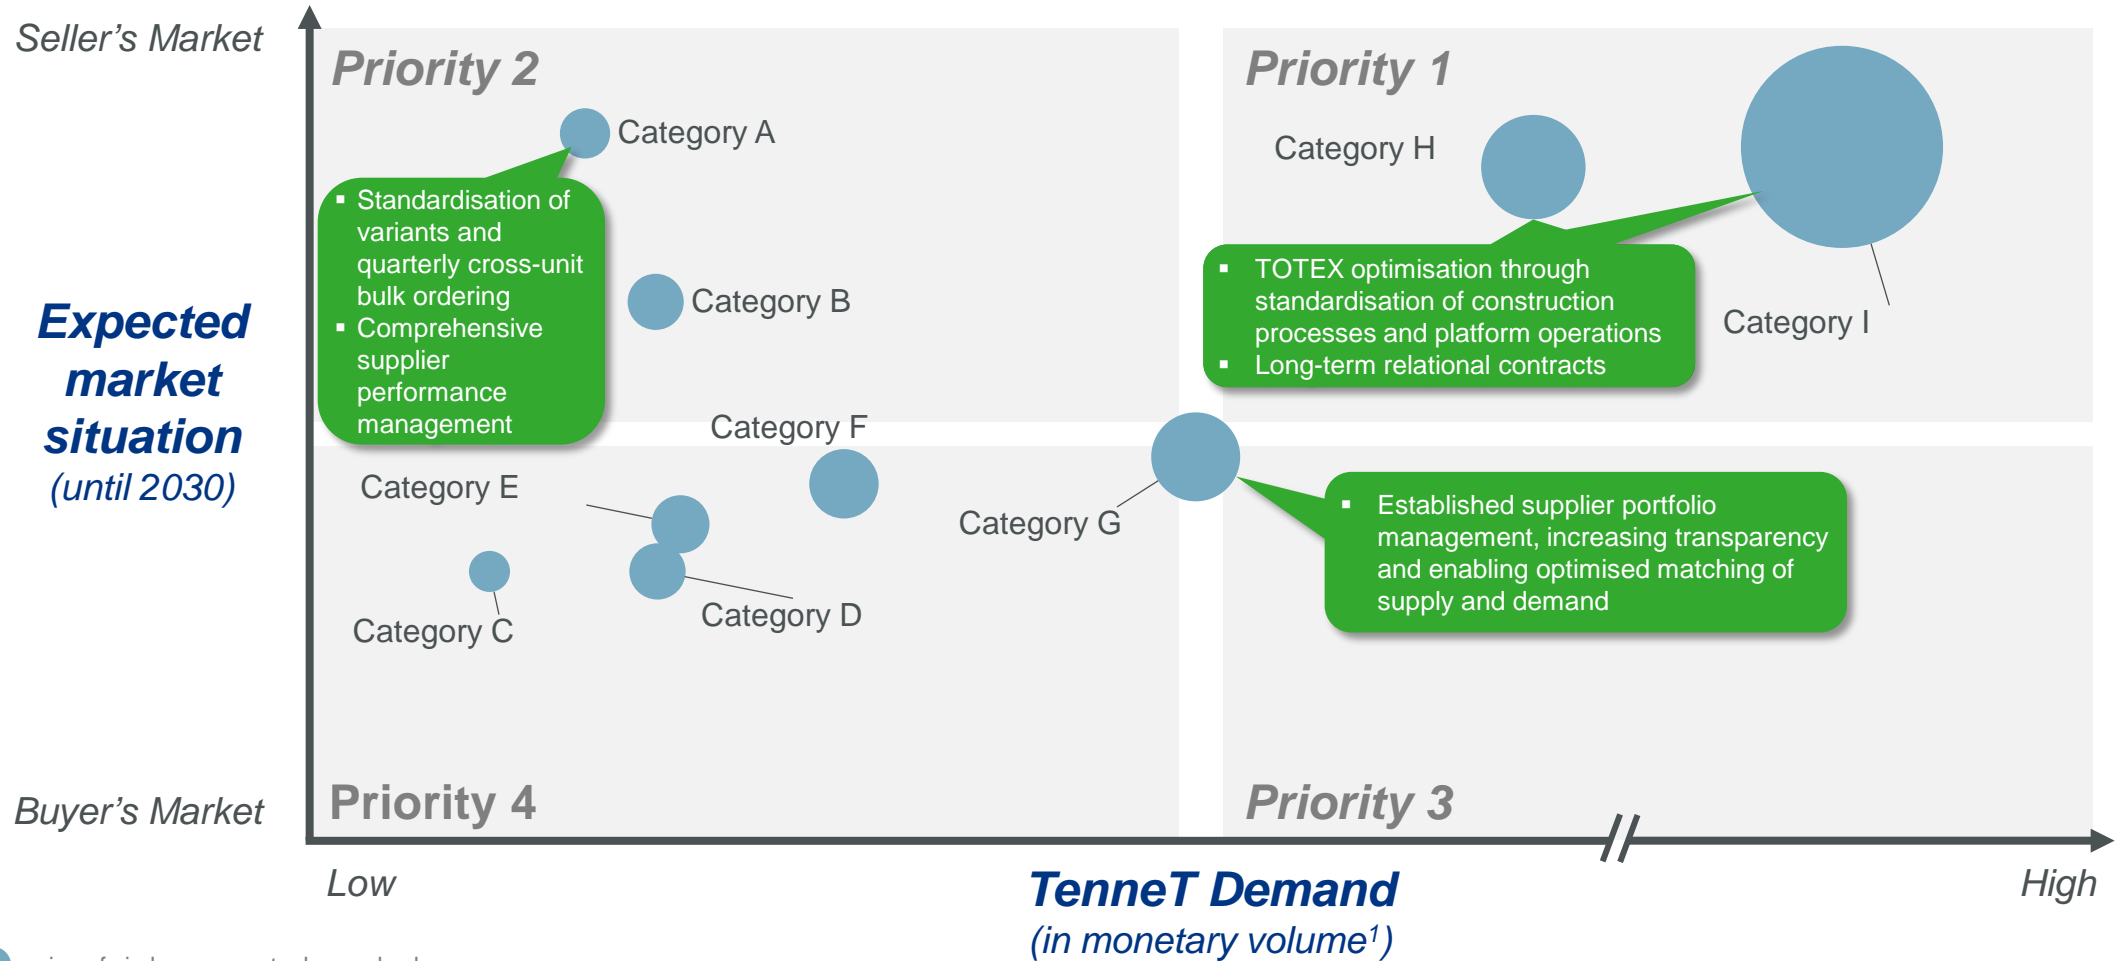 Seller's Market
Priority 2
Priority 1
Category A
Category H
▪ Standardisation of
variants and
quarterly cross-unit
bulk ordering
▪ Comprehensive
supplier
performance
management
Category B
▪ TOTEX optimisation through
standardisation of construction
processes and platform operations
▪ Long-term relational contracts
Category I
Expected
market
situation
(until 2030)
Category F
Category E
Category G
▪ Established supplier portfolio
management, increasing transparency
and enabling optimised matching of
supply and demand
Category C
Category D
Buyer's Market
Priority 4
Priority 3
Low
TenneT Demand
(in monetary volume¹)
High